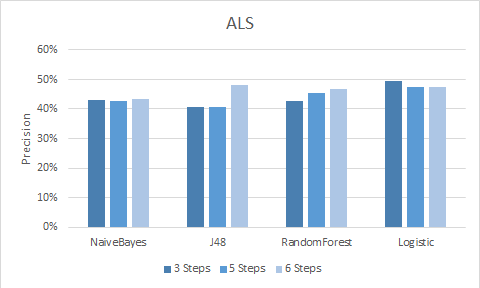 ALS
60%
50%
40%
30%
20%
10%
0%
Precision
NaiveBayes J48 RandomForest Logistic
3 Steps 5 Steps 6 Steps